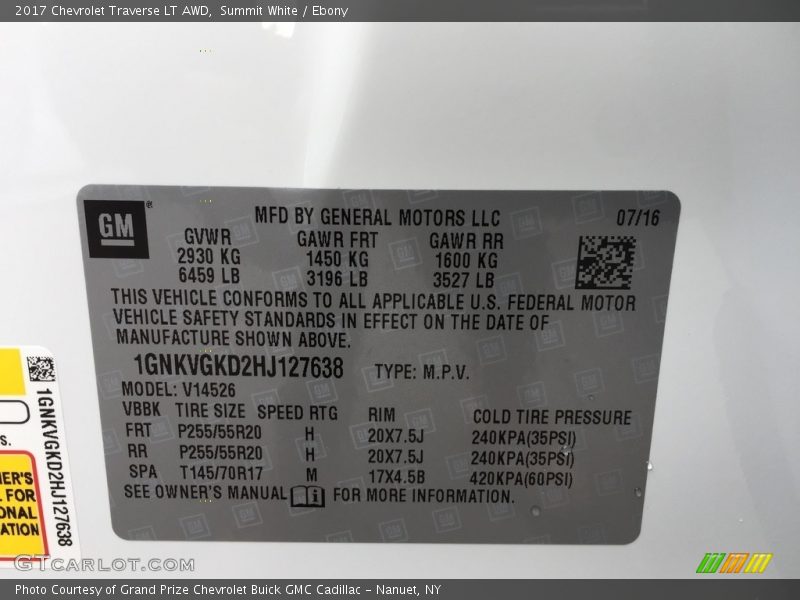 2017 Chevrolet Traverse LT AWD,  Summit White / Ebony
GM®
MFD BY GENERAL MOTORS LLC 07/16
GVWR GAWR FRT GAWR RR
2930 KG 1450 KG 1600 KG
6459 LB 3196 LB 3527 LB
THIS VEHICLE CONFORMS TO ALL APPLICABLE U.S. FEDERAL MOTOR
VEHICLE SAFETY STANDARDS IN EFFECT ON THE DATE OF
MANUFACTURE SHOWN ABOVE.
1GNKVGKD2HJ127638 TYPE: M.P.V.
MODEL: V14526
VBBK TIRE SIZE SPEED RTG RIM COLD TIRE PRESSURE
FRT P255/55R20 H 20X7.5J 240KPA(35PSI)
RR P255/55R20 H 20X7.5J 240KPA(35PSI)
SPA T145/70R17 M 17X4.5B 420KPA(60PSI)
SEE OWNER'S MANUAL FOR MORE INFORMATION.
1GNKVGKD2HJ127638
S.
ER'S
FOR
ONAL
ATION
GTCARLOT.COM
Photo Courtesy of Grand Prize Chevrolet Buick GMC Cadillac - Nanuet, NY